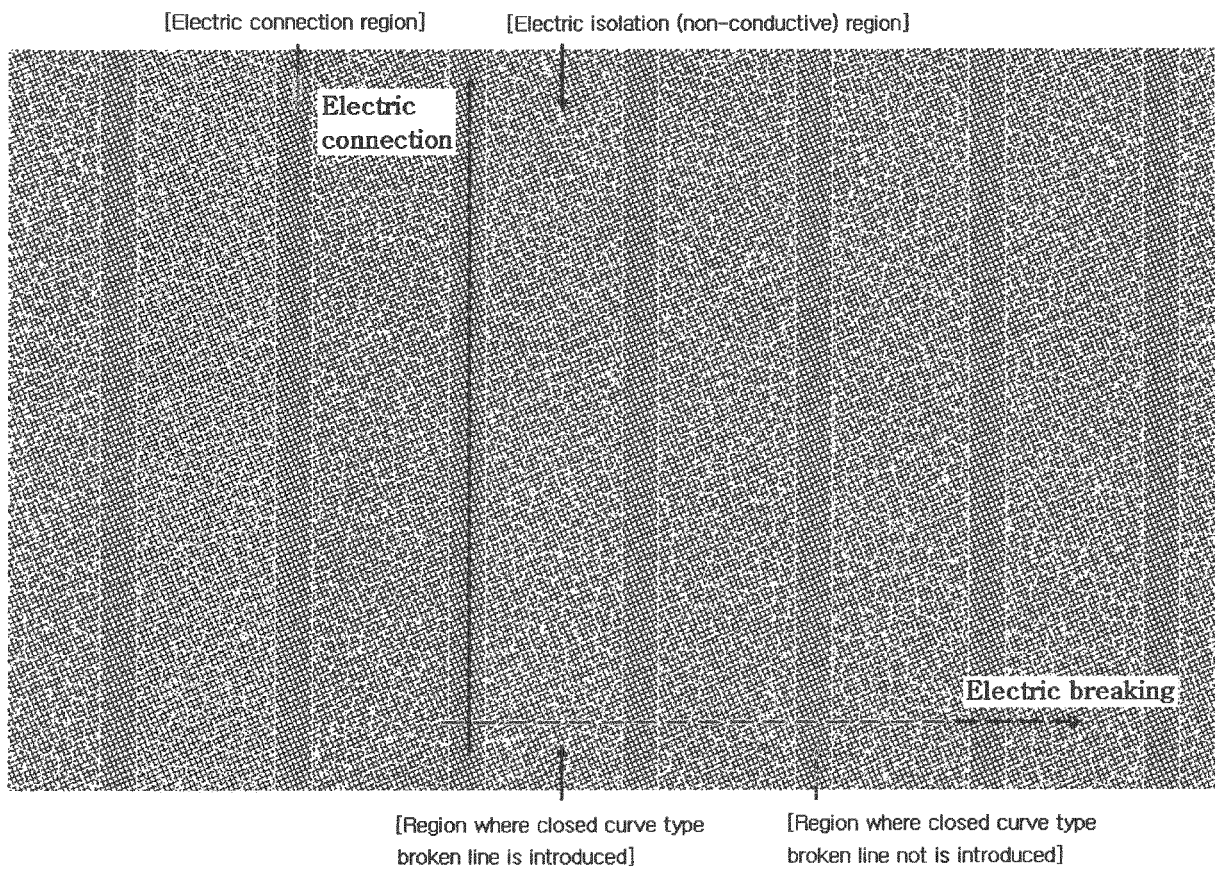 [Electric connection region]
[Electric isolation (non-conductive) region]
Electric
connection
Electric breaking
[Region where closed curve type
broken line is introduced]
[Region where closed curve type
broken line not is introduced]